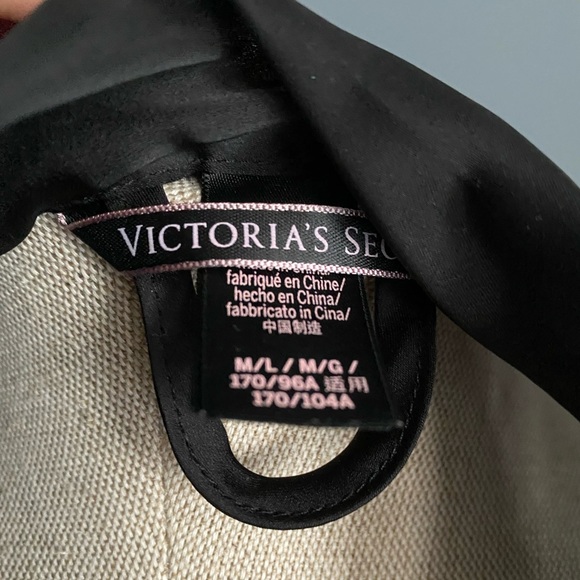 VICTORIA'S SEC
fabriqué en Chine/
hecho en China/
fabbricato in Cina/
中国制造
M/L / M/G /
170/96A 适用
170/104A